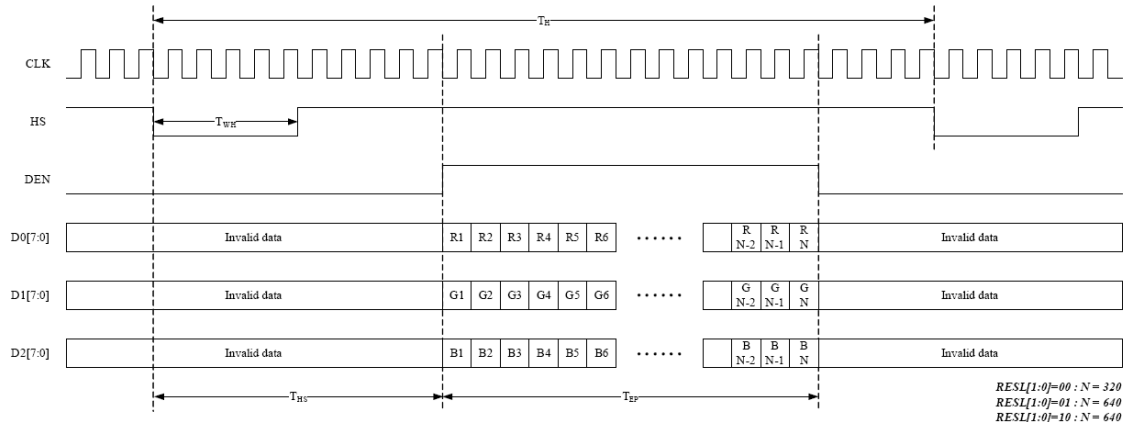 TH
CLK
HS
TWH
DEN
D0[7:0] Invalid data R1 R2 R3 R4 R5 R6 ...... R N-2 R N-1 R N Invalid data
D1[7:0] Invalid data G1 G2 G3 G4 G5 G6 ...... G N-2 G N-1 G N Invalid data
D2[7:0] Invalid data B1 B2 B3 B4 B5 B6 ...... B N-2 B N-1 B N Invalid data
THS TEP
RESL[1:0]=00 : N = 320
RESL[1:0]=01 : N = 640
RESL[1:0]=10 : N = 640